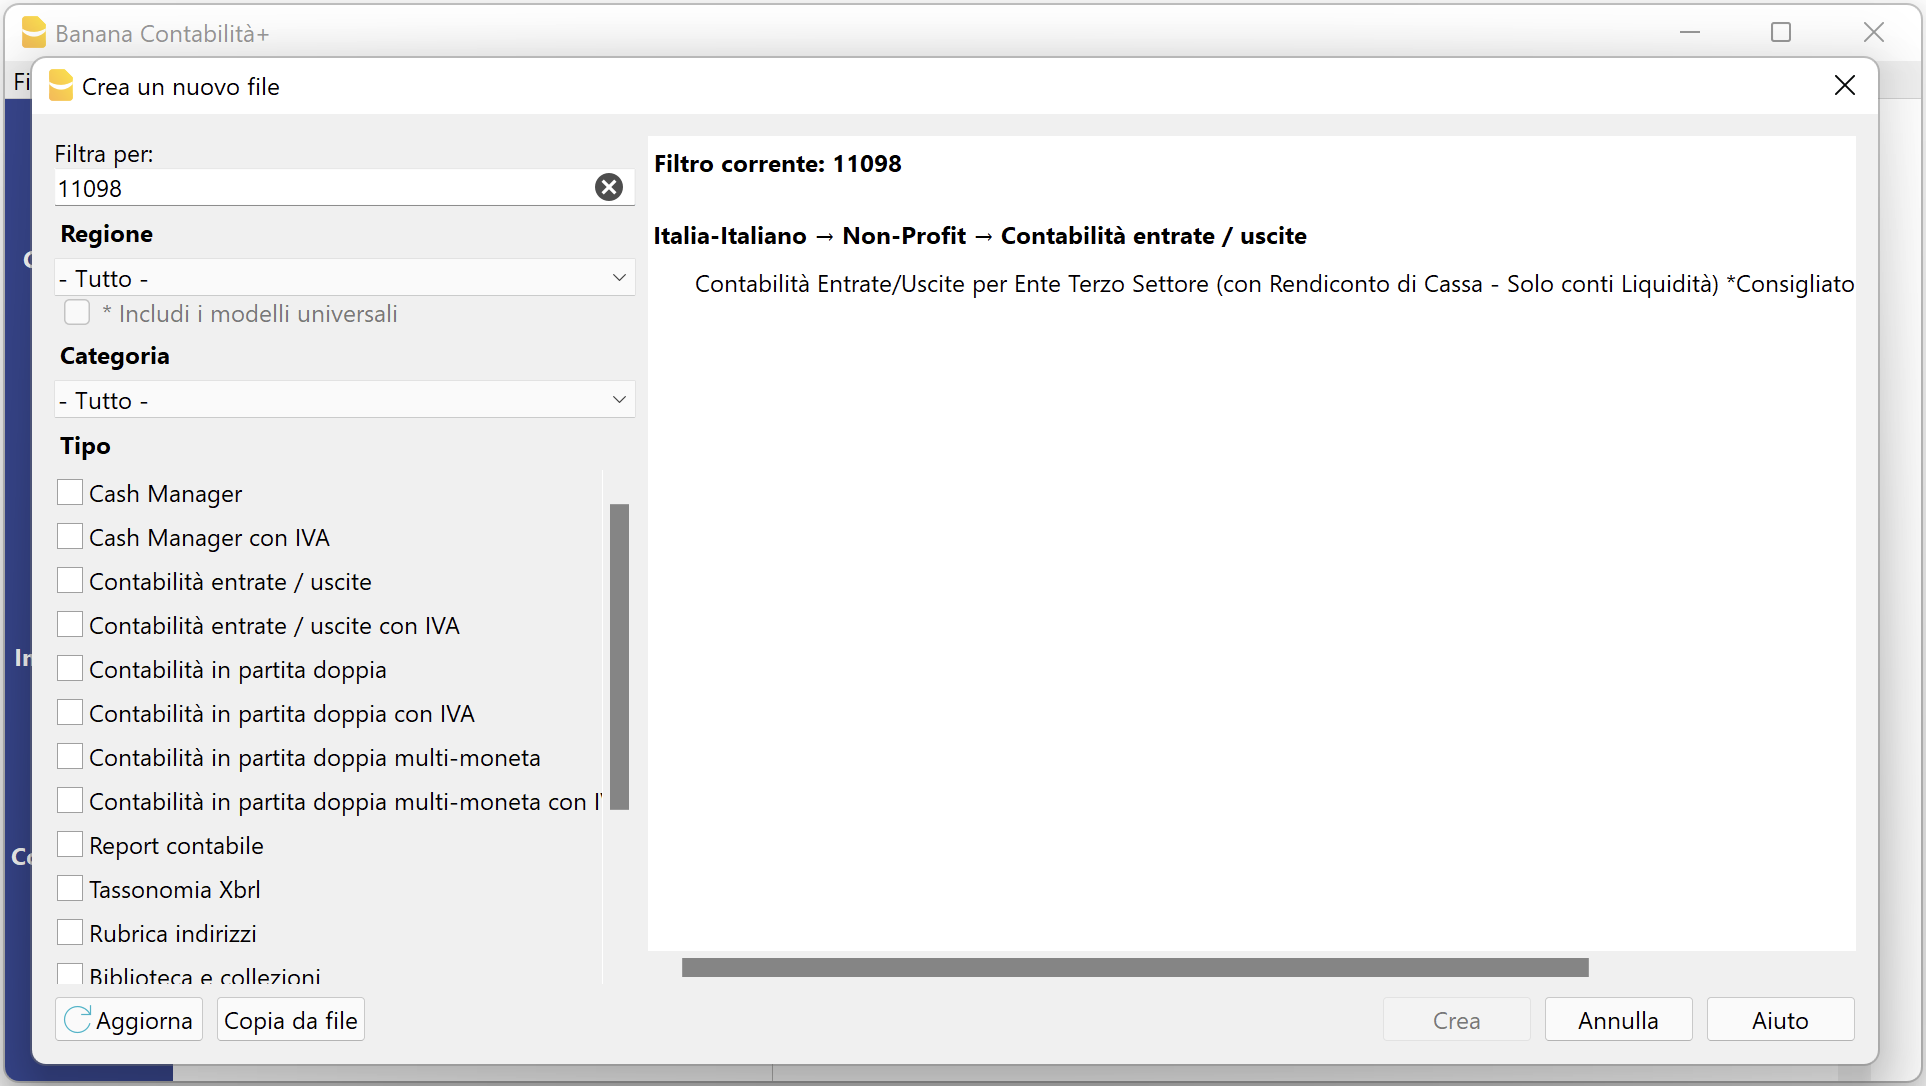 Banana Contabilità+
Fi
Crea un nuovo file
Filtra per:
11098
Regione
- Tutto -
* Includi i modelli universali
Categoria
- Tutto -
Tipo
Cash Manager
Cash Manager con IVA
Contabilità entrate / uscite
Contabilità entrate / uscite con IVA
Contabilità in partita doppia
Contabilità in partita doppia con IVA
Contabilità in partita doppia multi-moneta
Contabilità in partita doppia multi-moneta con
Report contabile
Tassonomia Xbrl
Rubrica indirizzi
Biblioteca e collezioni
Aggiorna
Copia da file
Filtro corrente: 11098
Italia-Italiano → Non-Profit → Contabilità entrate / uscite
Contabilità Entrate/Uscite per Ente Terzo Settore (con Rendiconto di Cassa - Solo conti Liquidità) *Consigliato
Crea
Annulla
Aiuto